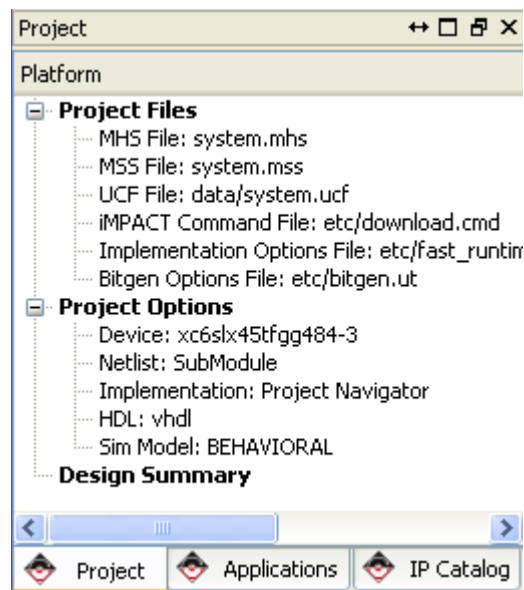 Project
Platform
Project Files
MHS File: system.mhs
MSS File: system.mss
UCF File: data/system.ucf
iMPACT Command File: etc/download.cmd
Implementation Options File: etc/fast_runtim
Bitgen Options File: etc/bitgen.ut
Project Options
Device: xc6slx45tfgg484-3
Netlist: SubModule
Implementation: Project Navigator
HDL: vhdl
Sim Model: BEHAVIORAL
Design Summary
Project Applications IP Catalog